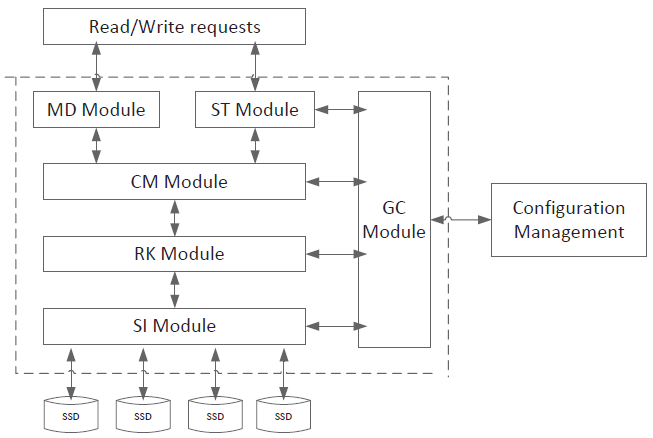 Read/Write requests
MD Module
ST Module
CM Module
GC
Module
Configuration
Management
RK Module
SI Module
SSD
SSD
SSD
SSD